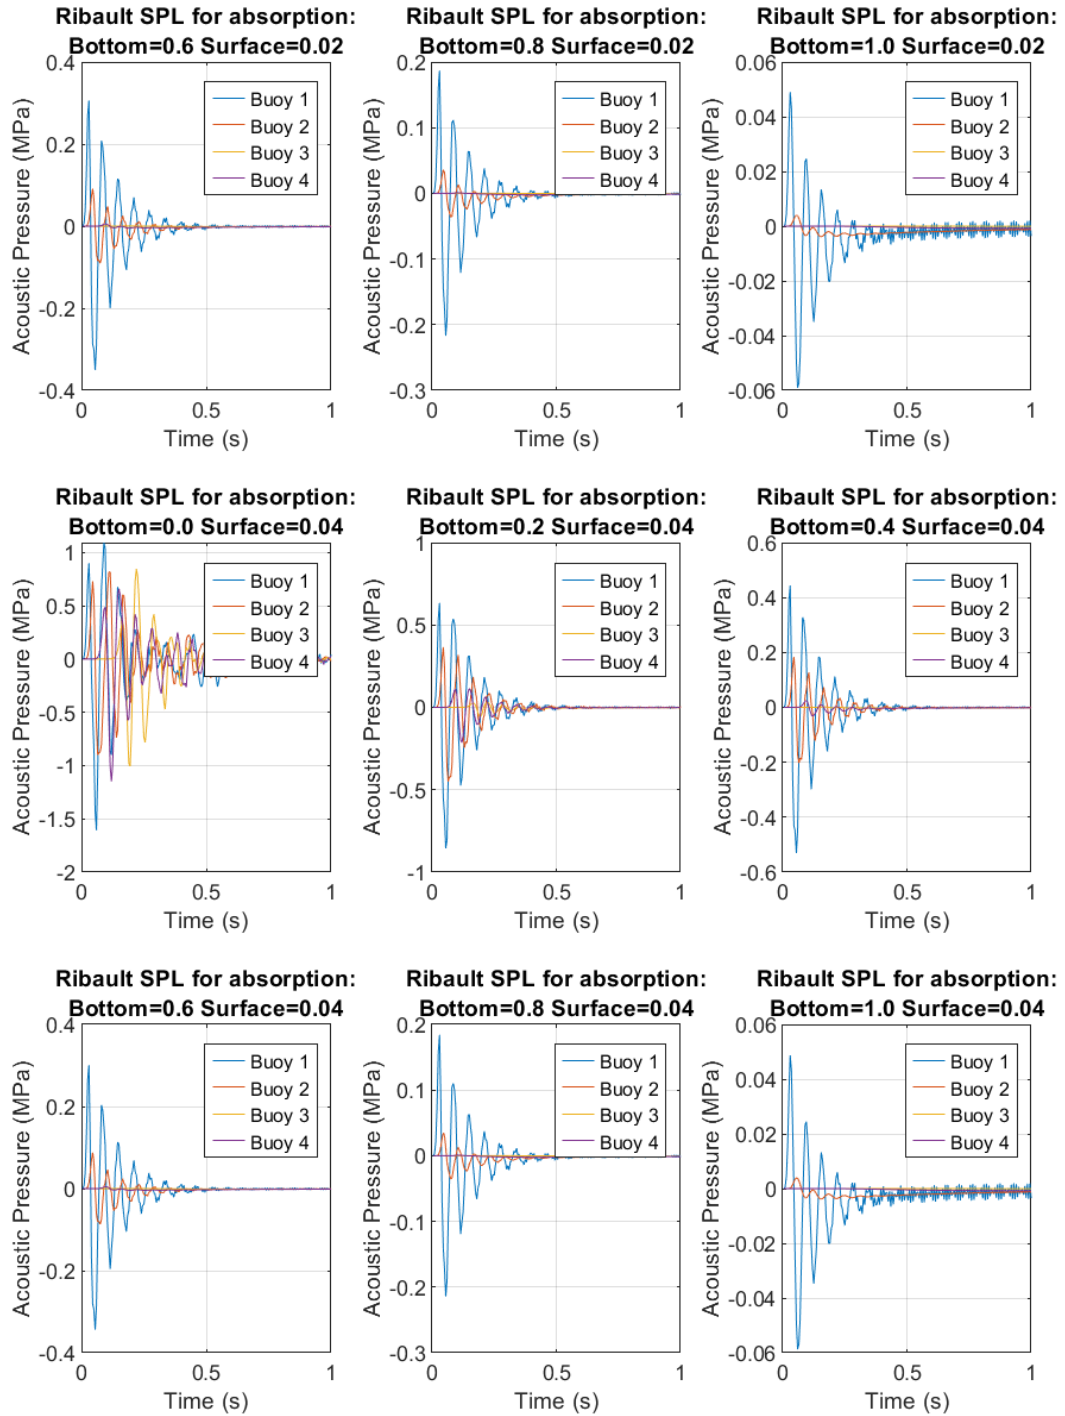 Ribault SPL for absorption:
Bottom=0.6 Surface=0.02
0.4
0.2
0
-0.2
-0.4
Acoustic Pressure (MPa)
Buoy 1
Buoy 2
Buoy 3
Buoy 4
0 0.5 1
Time (s)
Ribault SPL for absorption:
Bottom=0.8 Surface=0.02
0.2
0.1
0
-0.1
-0.2
-0.3
Acoustic Pressure (MPa)
Buoy 1
Buoy 2
Buoy 3
Buoy 4
0 0.5 1
Time (s)
Ribault SPL for absorption:
Bottom=1.0 Surface=0.02
0.06
0.04
0.02
0
-0.02
-0.04
-0.06
Acoustic Pressure (MPa)
Buoy 1
Buoy 2
Buoy 3
Buoy 4
0 0.5 1
Time (s)
Ribault SPL for absorption:
Bottom=0.0 Surface=0.04
1
0.5
0
-0.5
-1
-1.5
-2
Acoustic Pressure (MPa)
Buoy 1
Buoy 2
Buoy 3
Buoy 4
0 0.5 1
Time (s)
Ribault SPL for absorption:
Bottom=0.2 Surface=0.04
1
0.5
0
-0.5
-1
Acoustic Pressure (MPa)
Buoy 1
Buoy 2
Buoy 3
Buoy 4
0 0.5 1
Time (s)
Ribault SPL for absorption:
Bottom=0.4 Surface=0.04
0.6
0.4
0.2
0
-0.2
-0.4
-0.6
Acoustic Pressure (MPa)
Buoy 1
Buoy 2
Buoy 3
Buoy 4
0 0.5 1
Time (s)
Ribault SPL for absorption:
Bottom=0.6 Surface=0.04
0.4
0.2
0
-0.2
-0.4
Acoustic Pressure (MPa)
Buoy 1
Buoy 2
Buoy 3
Buoy 4
0 0.5 1
Time (s)
Ribault SPL for absorption:
Bottom=0.8 Surface=0.04
0.2
0.1
0
-0.1
-0.2
-0.3
Acoustic Pressure (MPa)
Buoy 1
Buoy 2
Buoy 3
Buoy 4
0 0.5 1
Time (s)
Ribault SPL for absorption:
Bottom=1.0 Surface=0.04
0.06
0.04
0.02
0
-0.02
-0.04
-0.06
Acoustic Pressure (MPa)
Buoy 1
Buoy 2
Buoy 3
Buoy 4
0 0.5 1
Time (s)